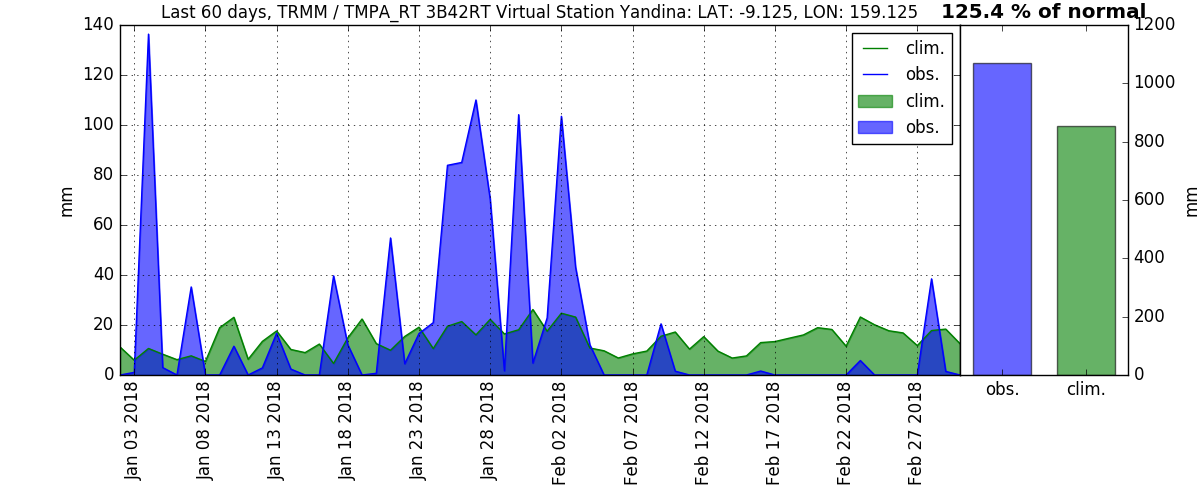 Last 60 days, TRMM / TMPA_RT 3B42RT Virtual Station Yandina: LAT: -9.125, LON: 159.125
125.4 % of normal
140
120
100
80
60
40
20
0
mm
clim.
obs.
clim.
obs.
Jan 03 2018
Jan 08 2018
Jan 13 2018
Jan 18 2018
Jan 23 2018
Jan 28 2018
Feb 02 2018
Feb 07 2018
Feb 12 2018
Feb 17 2018
Feb 22 2018
Feb 27 2018
1200
1000
800
600
400
200
0
mm
obs.
clim.